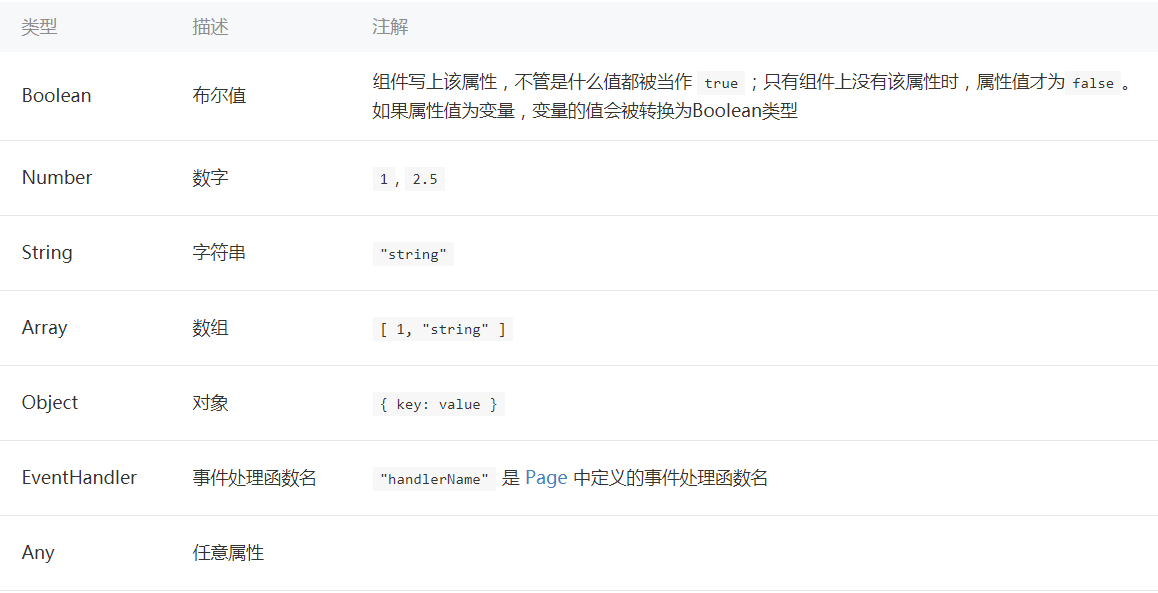 类型 描述 注解
Boolean 布尔值 组件写上该属性，不管是什么值都被当作 true ；只有组件上没有该属性时，属性值才为 false 。
如果属性值为变量，变量的值会被转换为Boolean类型
Number 数字 1 , 2.5
String 字符串 "string"
Array 数组 [ 1, "string" ]
Object 对象 { key: value }
EventHandler 事件处理函数名 "handlerName" 是 Page 中定义的事件处理函数名
Any 任意属性